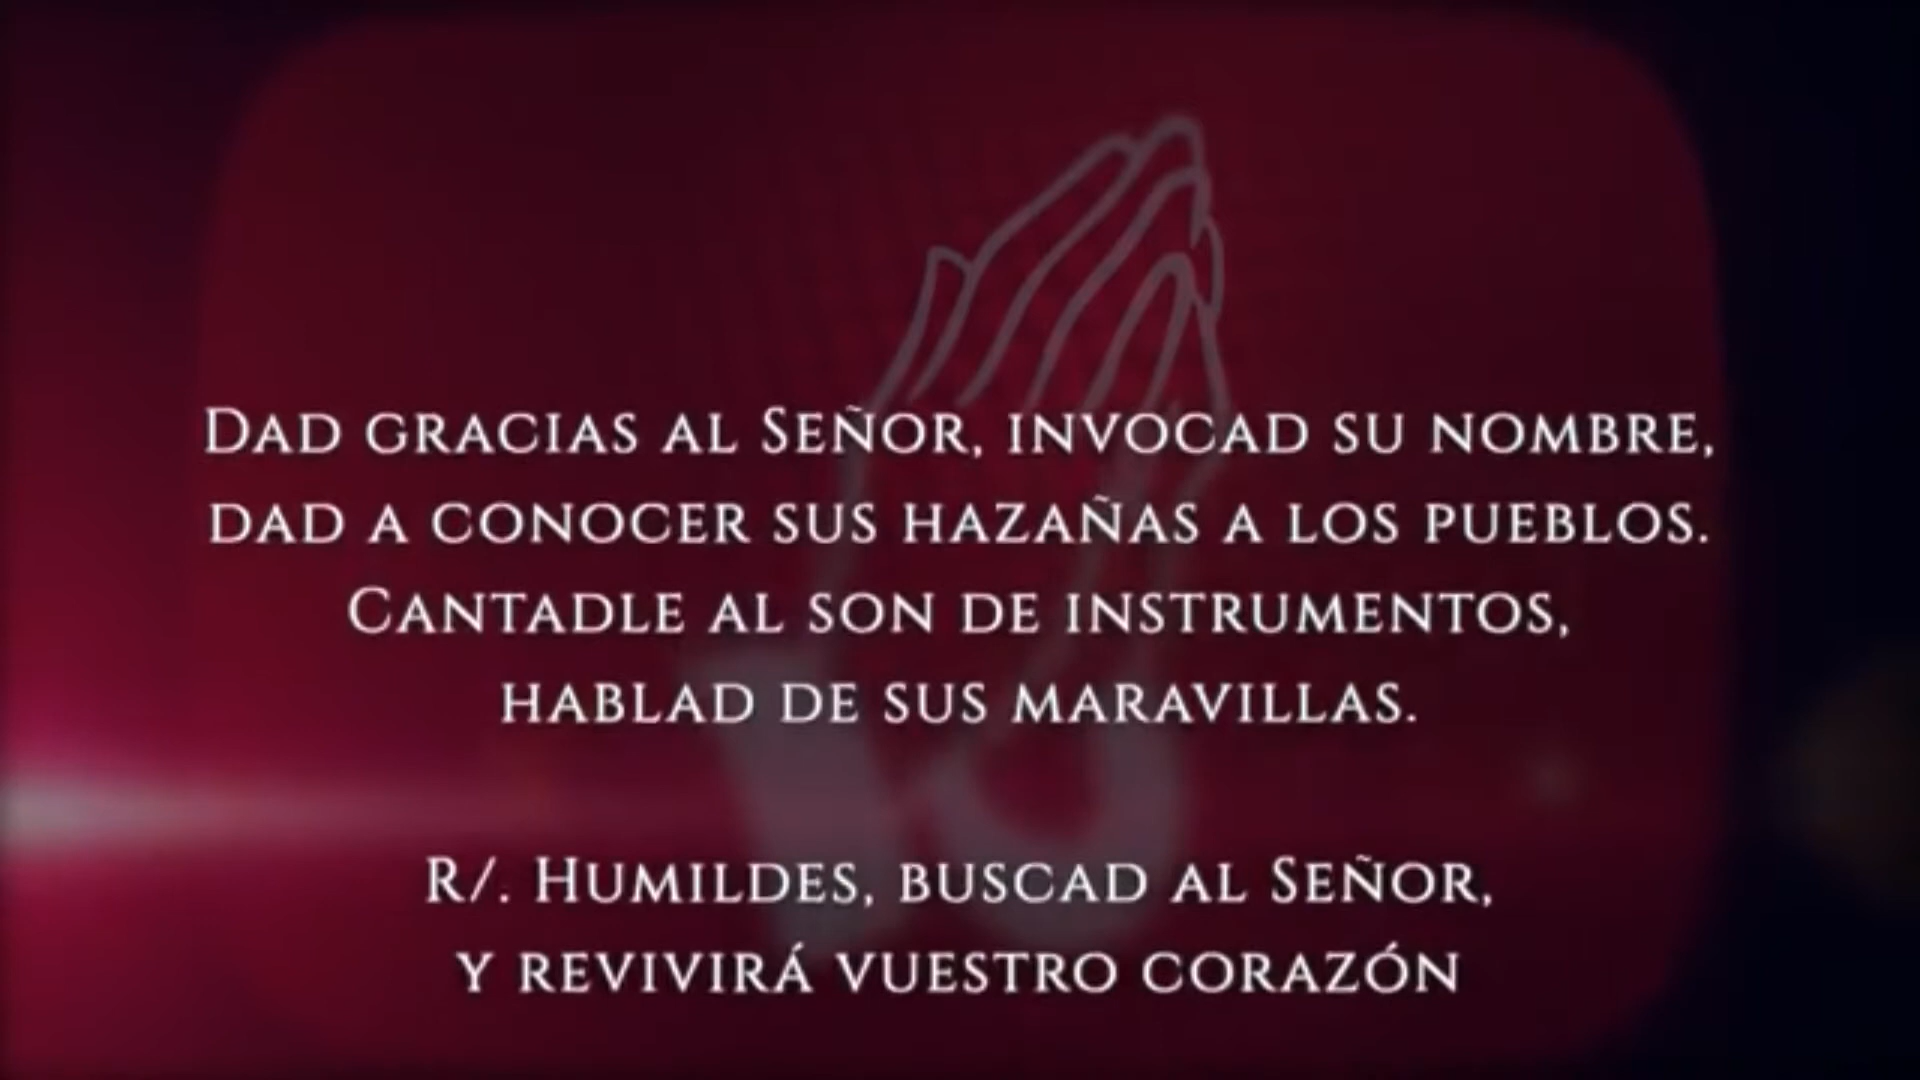 Dad gracias al Señor, invocad su nombre,
dad a conocer sus hazañas a los pueblos.
Cantadle al son de instrumentos,
hablad de sus maravillas.
R/. Humildes, buscad al Señor,
y revivirá vuestro corazón